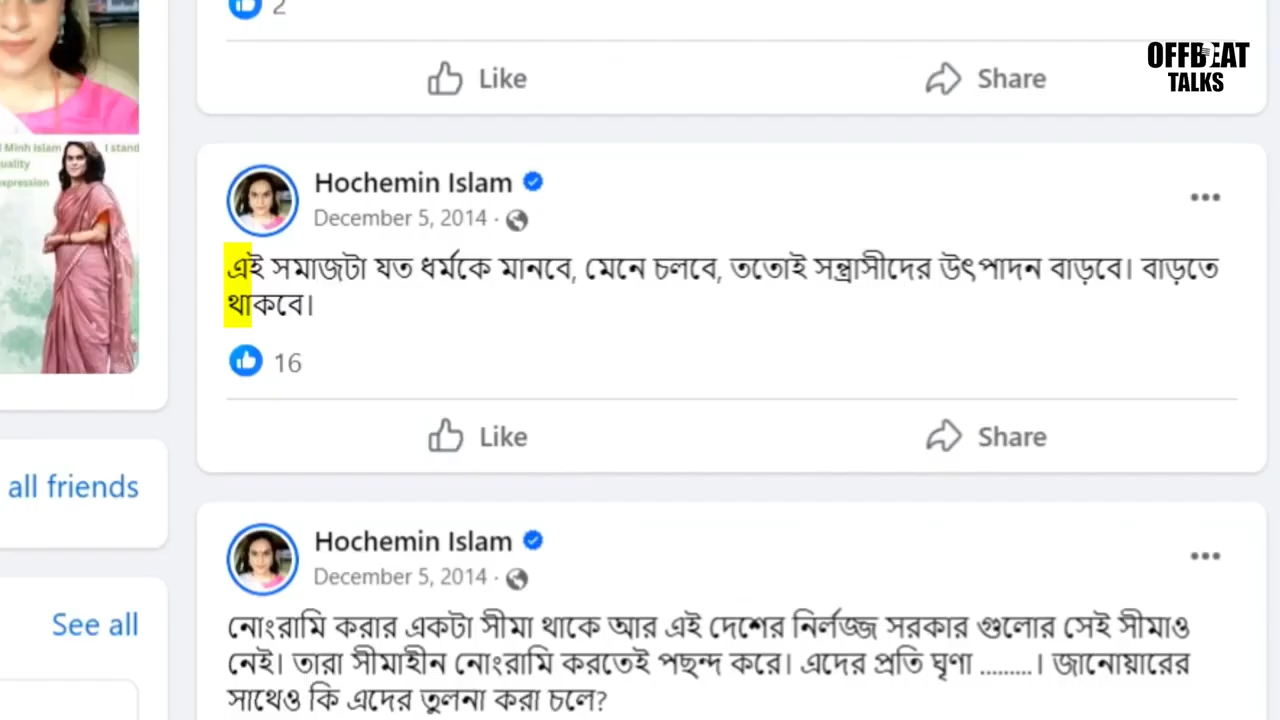 2
Like
Share
OFFBEAT
TALKS
Minh Islam
I stand
uality
xpression
Hochemin Islam
December 5, 2014 ·
এই সমাজটা যত ধর্মকে মানবে, মেনে চলবে, ততোই সন্ত্রাসীদের উৎপাদন বাড়বে। বাড়তে
থাকবে।
16
Like
Share
all friends
Hochemin Islam
December 5, 2014 ·
See all
নোংরামি করার একটা সীমা থাকে আর এই দেশের নির্লজ্জ সরকার গুলোর সেই সীমাও
নেই। তারা সীমাহীন নোংরামি করতেই পছন্দ করে। এদের প্রতি ঘৃণা .........। জানোয়ারের
সাথেও কি এদের তুলনা করা চলে?